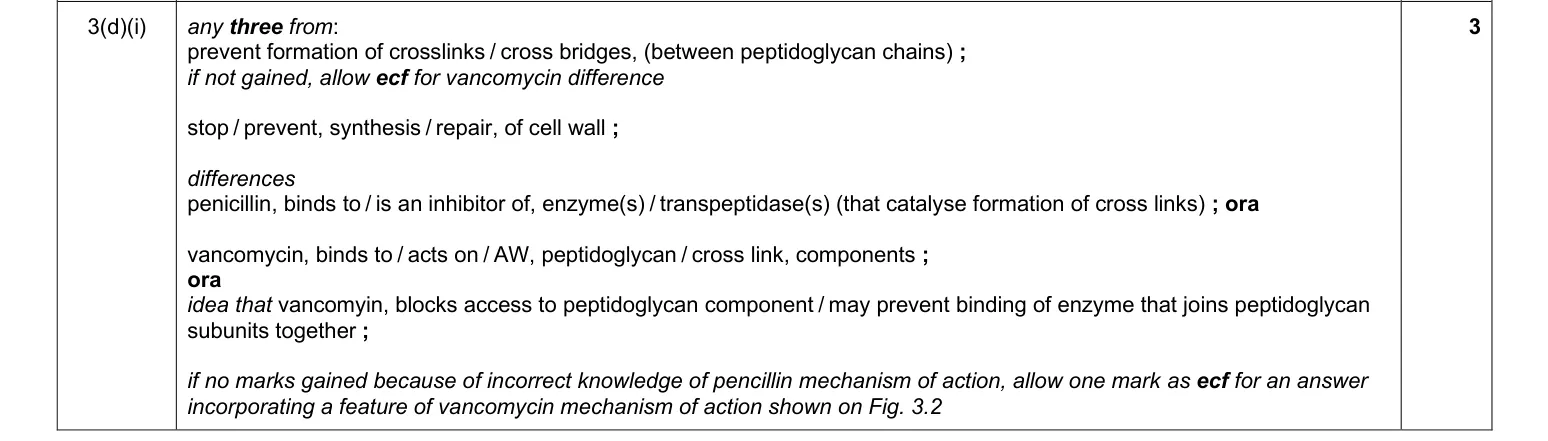 3(d)(i) any three from: 3
prevent formation of crosslinks / cross bridges, (between peptidoglycan chains) ;
if not gained, allow ecf for vancomycin difference
stop / prevent, synthesis / repair, of cell wall ;
differences
penicillin, binds to / is an inhibitor of, enzyme(s) / transpeptidase(s) (that catalyse formation of cross links) ; ora
vancomycin, binds to / acts on / AW, peptidoglycan / cross link, components ;
ora
idea that vancomyin, blocks access to peptidoglycan component / may prevent binding of enzyme that joins peptidoglycan
subunits together ;
if no marks gained because of incorrect knowledge of pencillin mechanism of action, allow one mark as ecf for an answer
incorporating a feature of vancomycin mechanism of action shown on Fig. 3.2